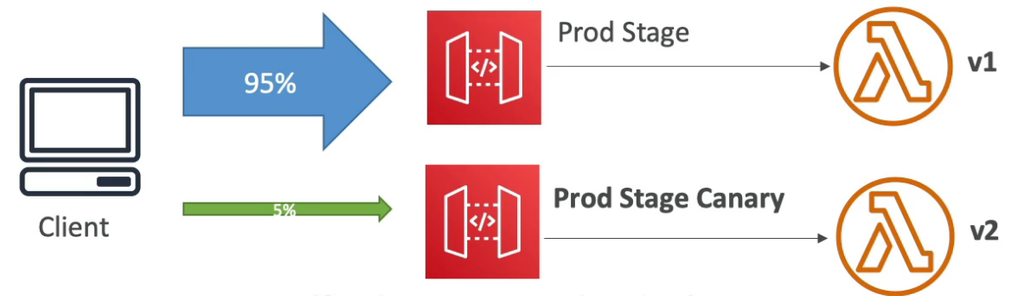 95%
Prod Stage
v1
5%
Prod Stage Canary
v2
Client
</>
</>